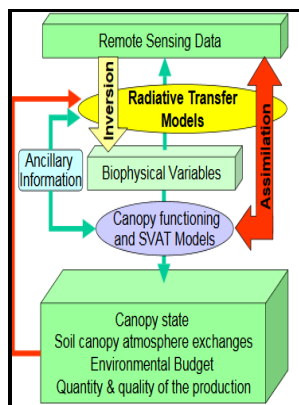 Remote Sensing Data
Inversion
Radiative Transfer
Models
Assimilation
Ancillary
Information
Biophysical Variables
Canopy functioning
and SVAT Models
Canopy state
Soil canopy atmosphere exchanges
Environmental Budget
Quantity & quality of the production